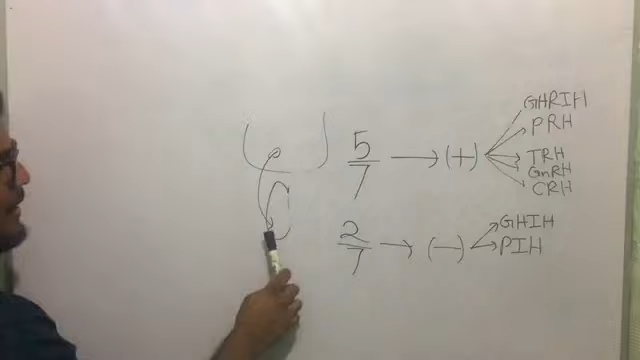 GHRIH
PRH
5/7 → (+) TRH
GnRH
CRH
2/7 → (—) GHIH
PIH